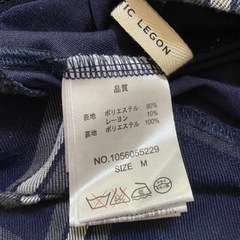 IC LEGON
品質
表地 ポリエステル 90%
レーヨン 10%
裏地 ポリエステル 100%
NO.1056055229
SIZE M